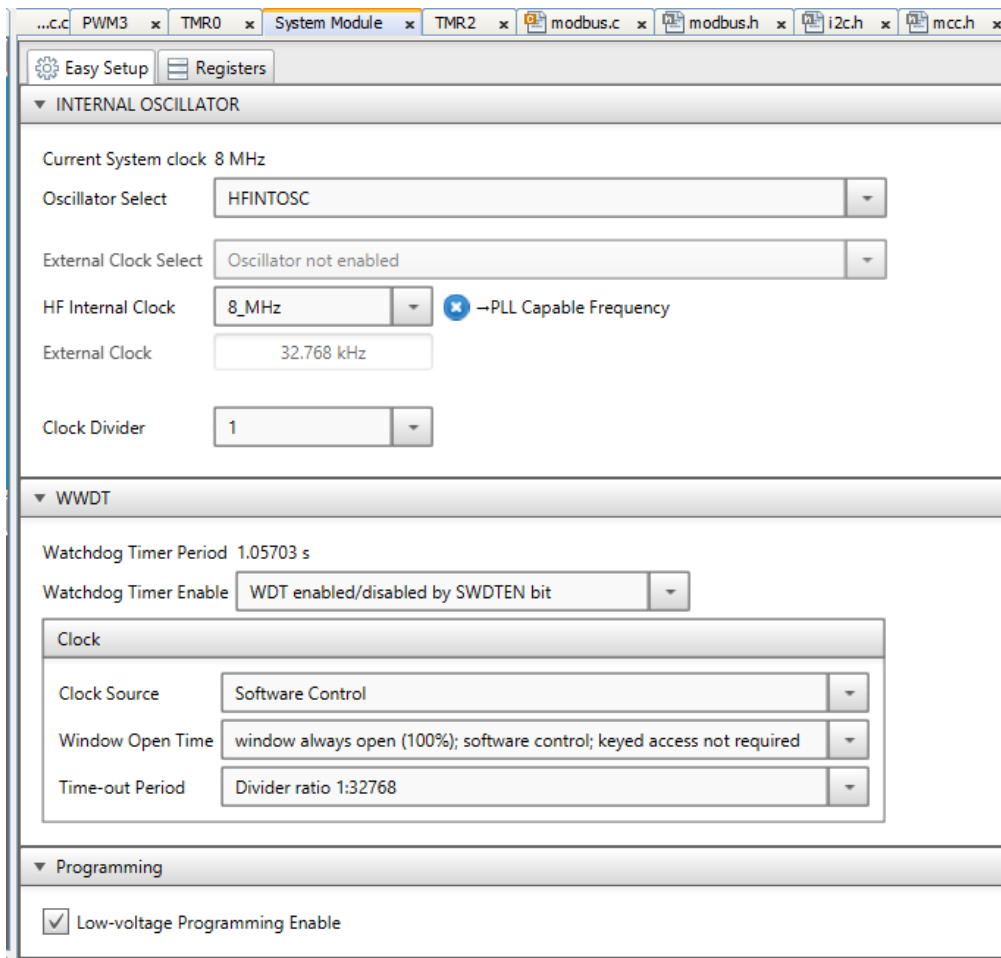 ...c.c PWM3 x TMR0 x System Module x TMR2 x modbus.c x modbus.h x i2c.h x mcc.h x
Easy Setup Registers
INTERNAL OSCILLATOR
Current System clock 8 MHz
Oscillator Select HFINTOSC
External Clock Select Oscillator not enabled
HF Internal Clock 8_MHz →PLL Capable Frequency
External Clock 32.768 kHz
Clock Divider 1
WWDT
Watchdog Timer Period 1.05703 s
Watchdog Timer Enable WDT enabled/disabled by SWDTEN bit
Clock
Clock Source Software Control
Window Open Time window always open (100%); software control; keyed access not required
Time-out Period Divider ratio 1:32768
Programming
Low-voltage Programming Enable